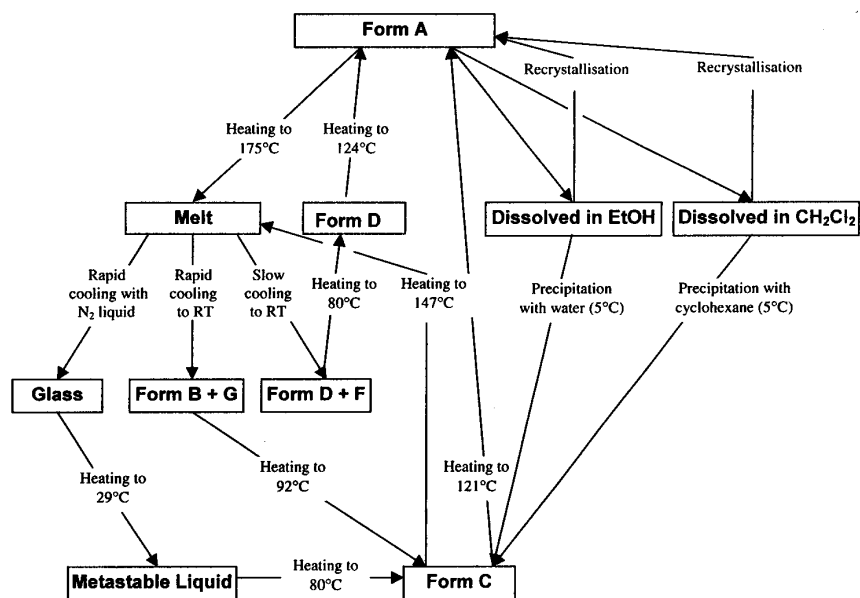 Form A
Recrystallisation
Recrystallisation
Heating to
175°C
Heating to
124°C
Melt
Form D
Dissolved in EtOH
Dissolved in CH₂Cl₂
Rapid
cooling with
N₂ liquid
Rapid
cooling
to RT
Slow
cooling
to RT
Heating to
80°C
Heating to
147°C
Precipitation
with water (5°C)
Precipitation with
cyclohexane (5°C)
Glass
Form B + G
Form D + F
Heating to
29°C
Heating to
92°C
Heating to
121°C
Metastable Liquid
Heating to
80°C
Form C